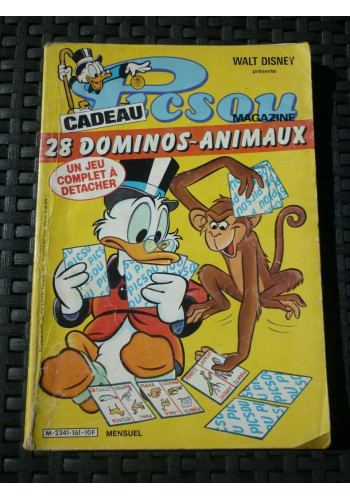 WALT DISNEY
présente
Picsou
MAGAZINE
CADEAU
28 DOMINOS-ANIMAUX
UN JEU
COMPLET À
DETACHER
M-2341-161-10F
MENSUEL